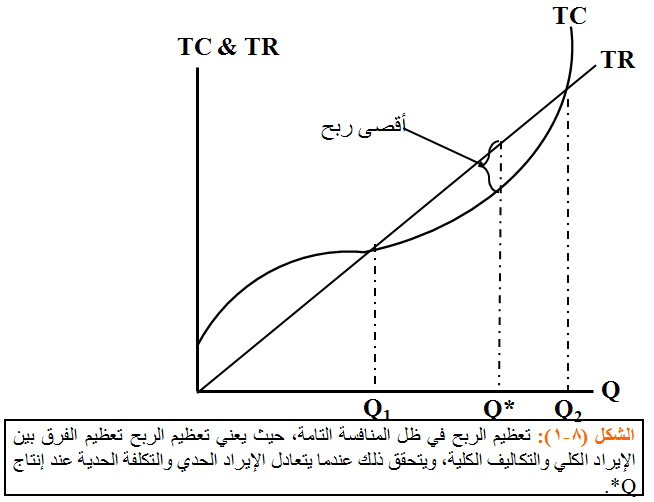 TC
TC & TR
TR
أقصى ربح
Q
Q1 Q* Q2
الشكل (٨-١): تعظيم الربح في ظل المنافسة التامة، حيث يعني تعظيم الربح تعظيم الفرق بين
الإيراد الكلي والتكاليف الكلية، ويتحقق ذلك عندما يتعادل الإيراد الحدي والتكلفة الحدية عند إنتاج
Q*.